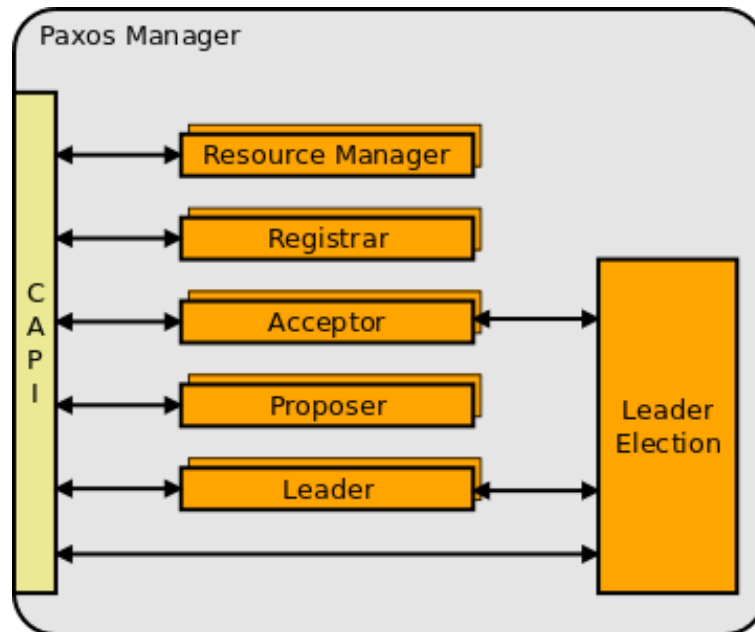 Paxos Manager
Resource Manager
Registrar
C
A
P
I
Acceptor
Proposer
Leader
Election
Leader